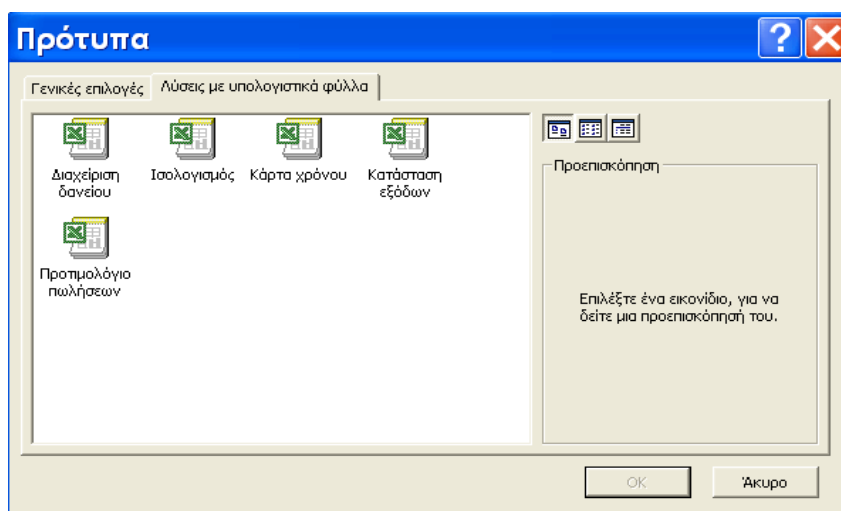 Πρότυπα
Γενικές επιλογές Λύσεις με υπολογιστικά φύλλα
Διαχείριση δανείου
Ισολογισμός
Κάρτα χρόνου
Κατάσταση εξόδων
Προτιμολόγιο πωλήσεων
Προεπισκόπηση
Επιλέξτε ένα εικονίδιο, για να
δείτε μια προεπισκόπησή του.
OK
Άκυρο